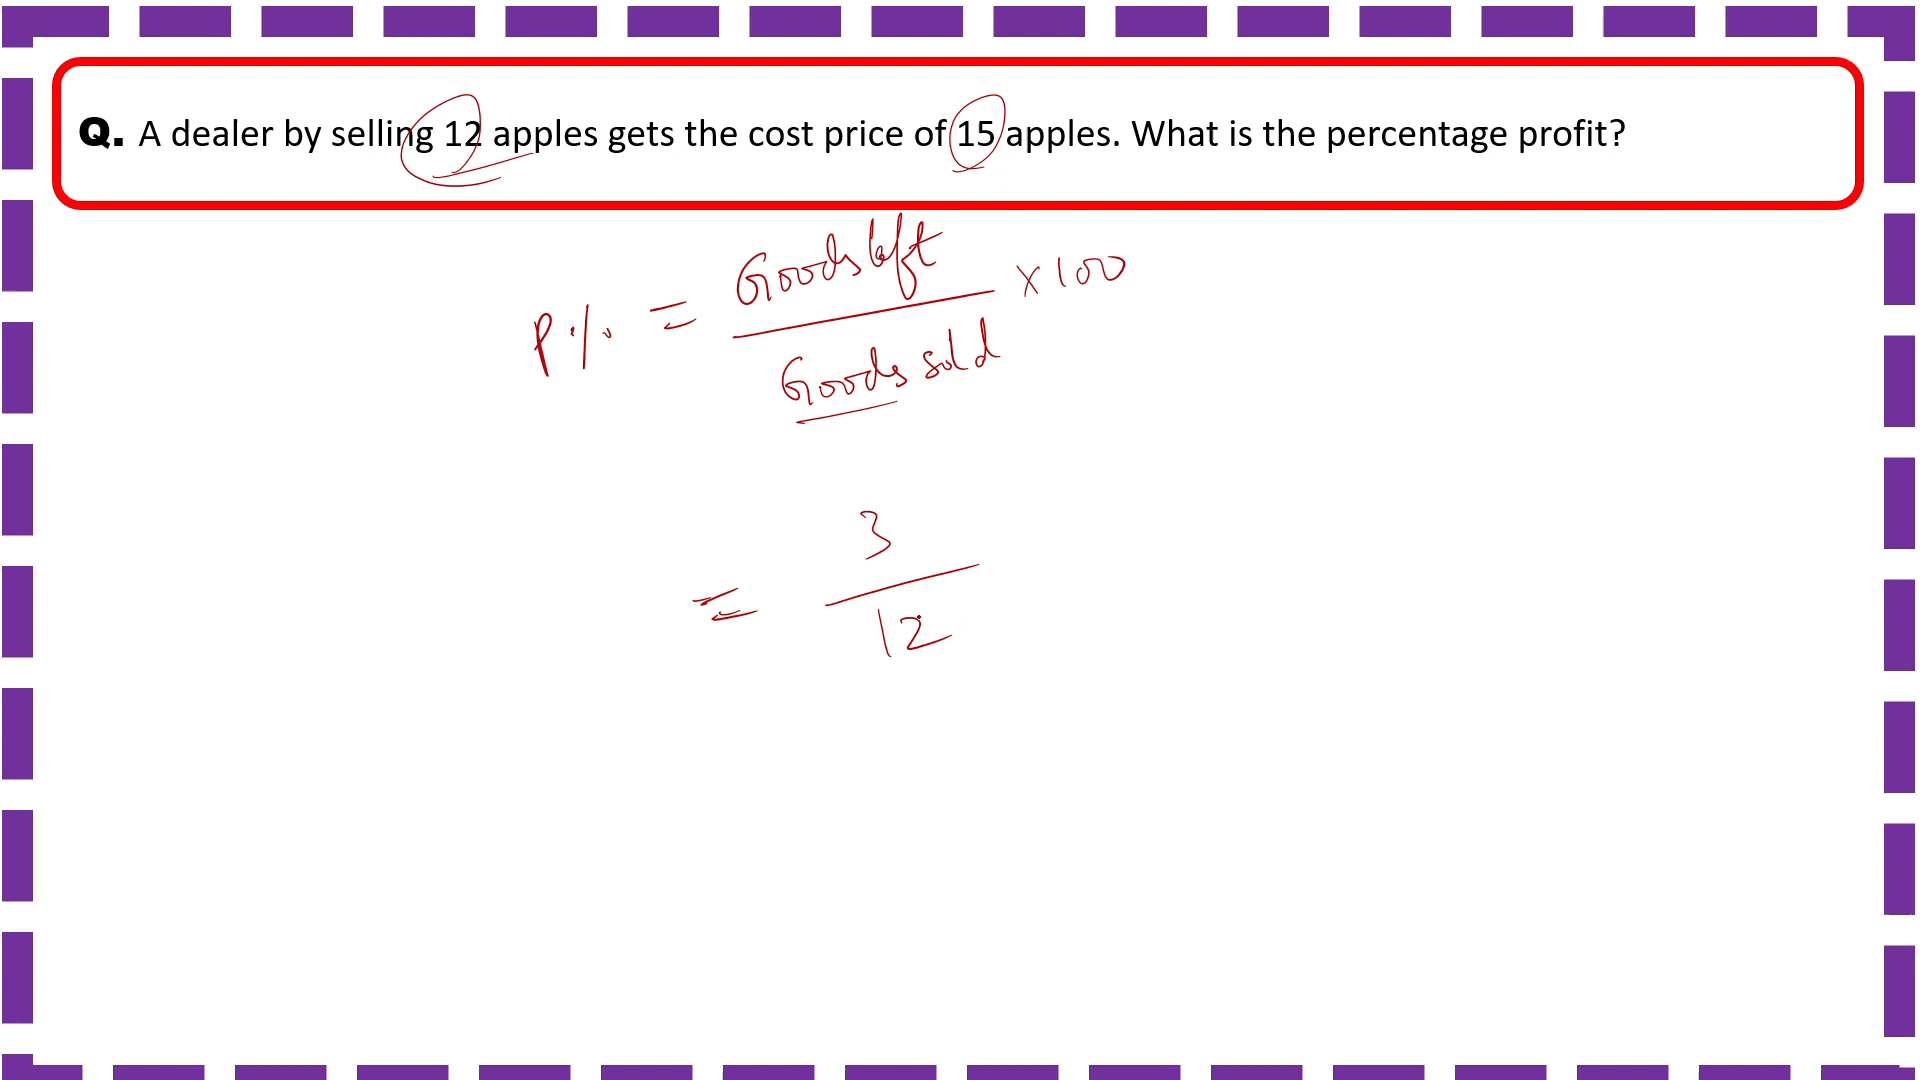 Q. A dealer by selling 12 apples gets the cost price of 15 apples. What is the percentage profit?
P% = Goods left / Goods sold × 100
= 3 / 12